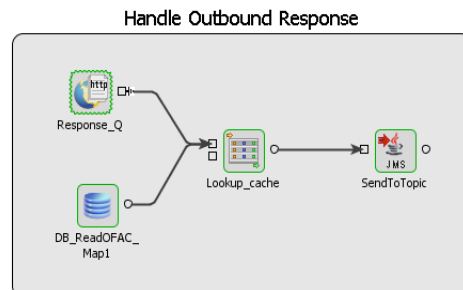 Handle Outbound Response
http
Response_Q
Lookup_cache
JMS
SendToTopic
DB_ReadOFAC_
Map1